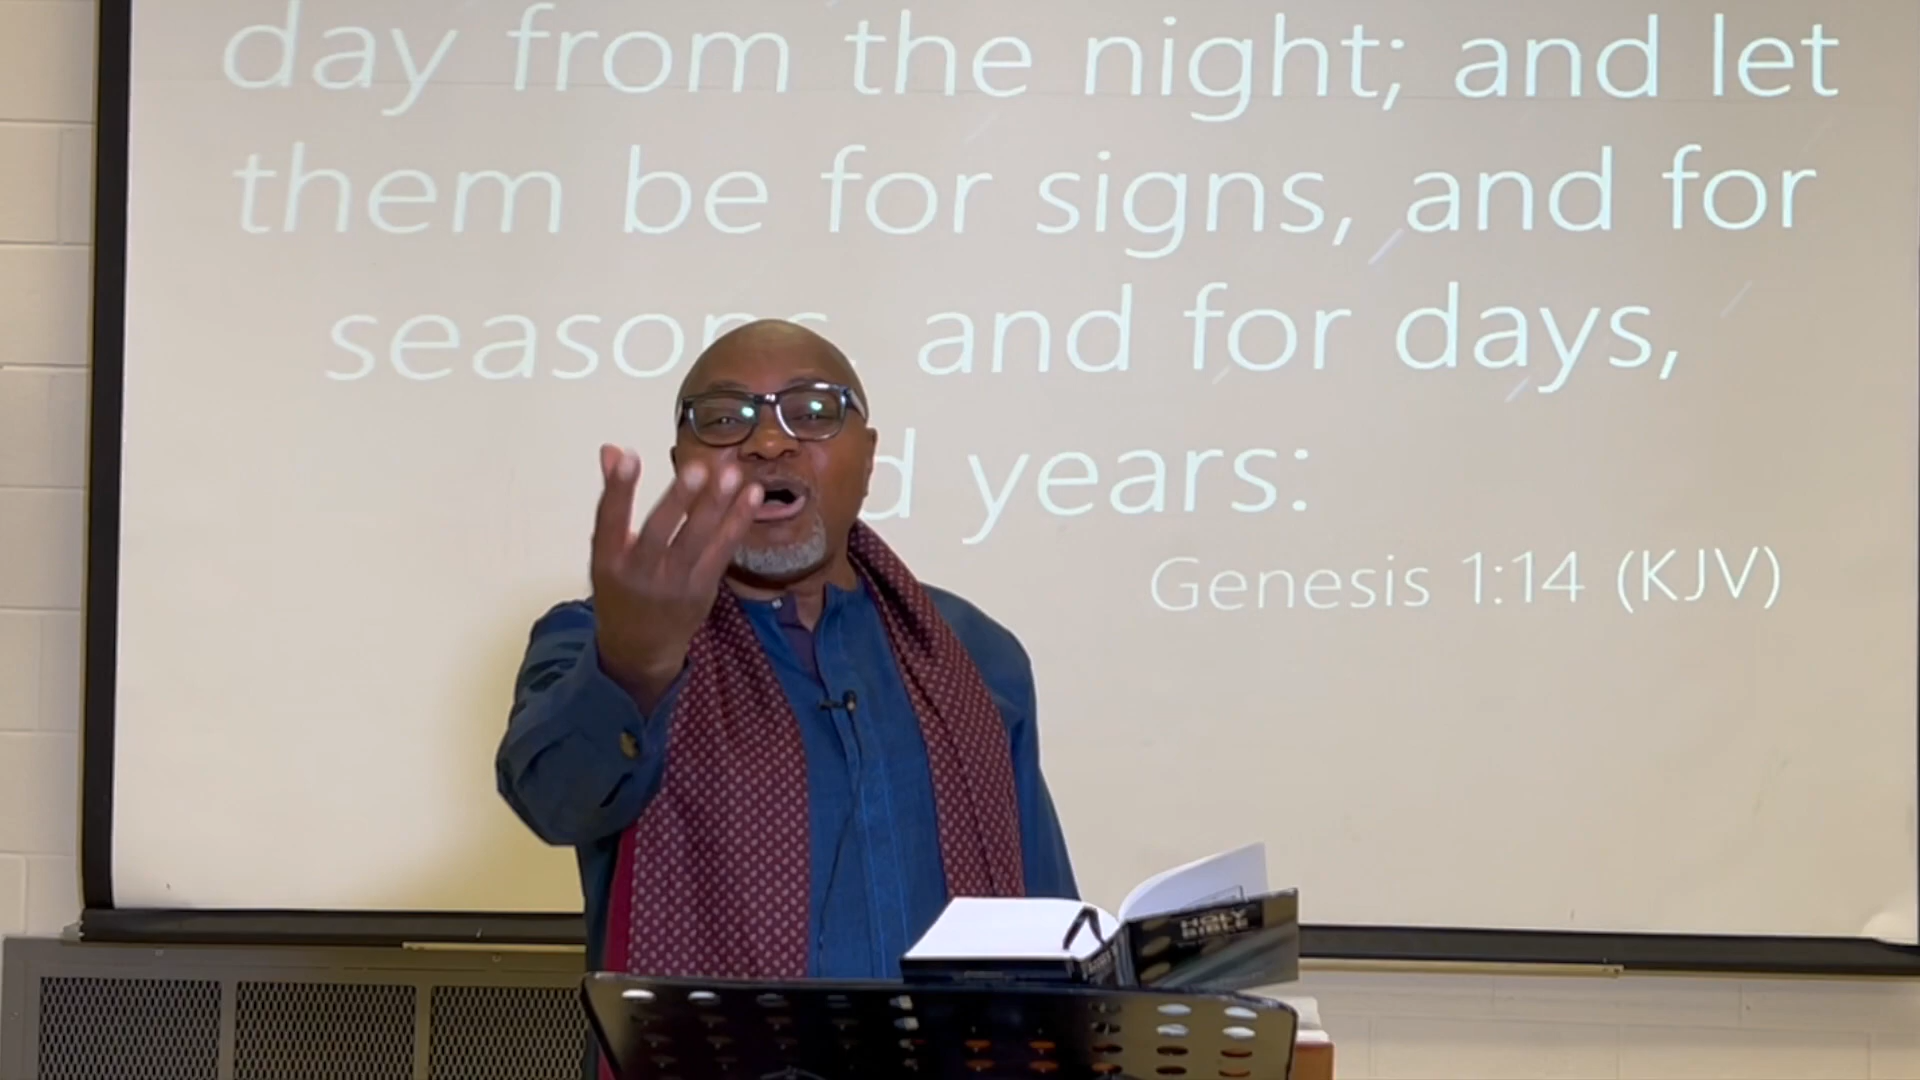 day from the night; and let
them be for signs, and for
seasons, and for days,
d years:
Genesis 1:14 (KJV)
HOLY
BIBLE